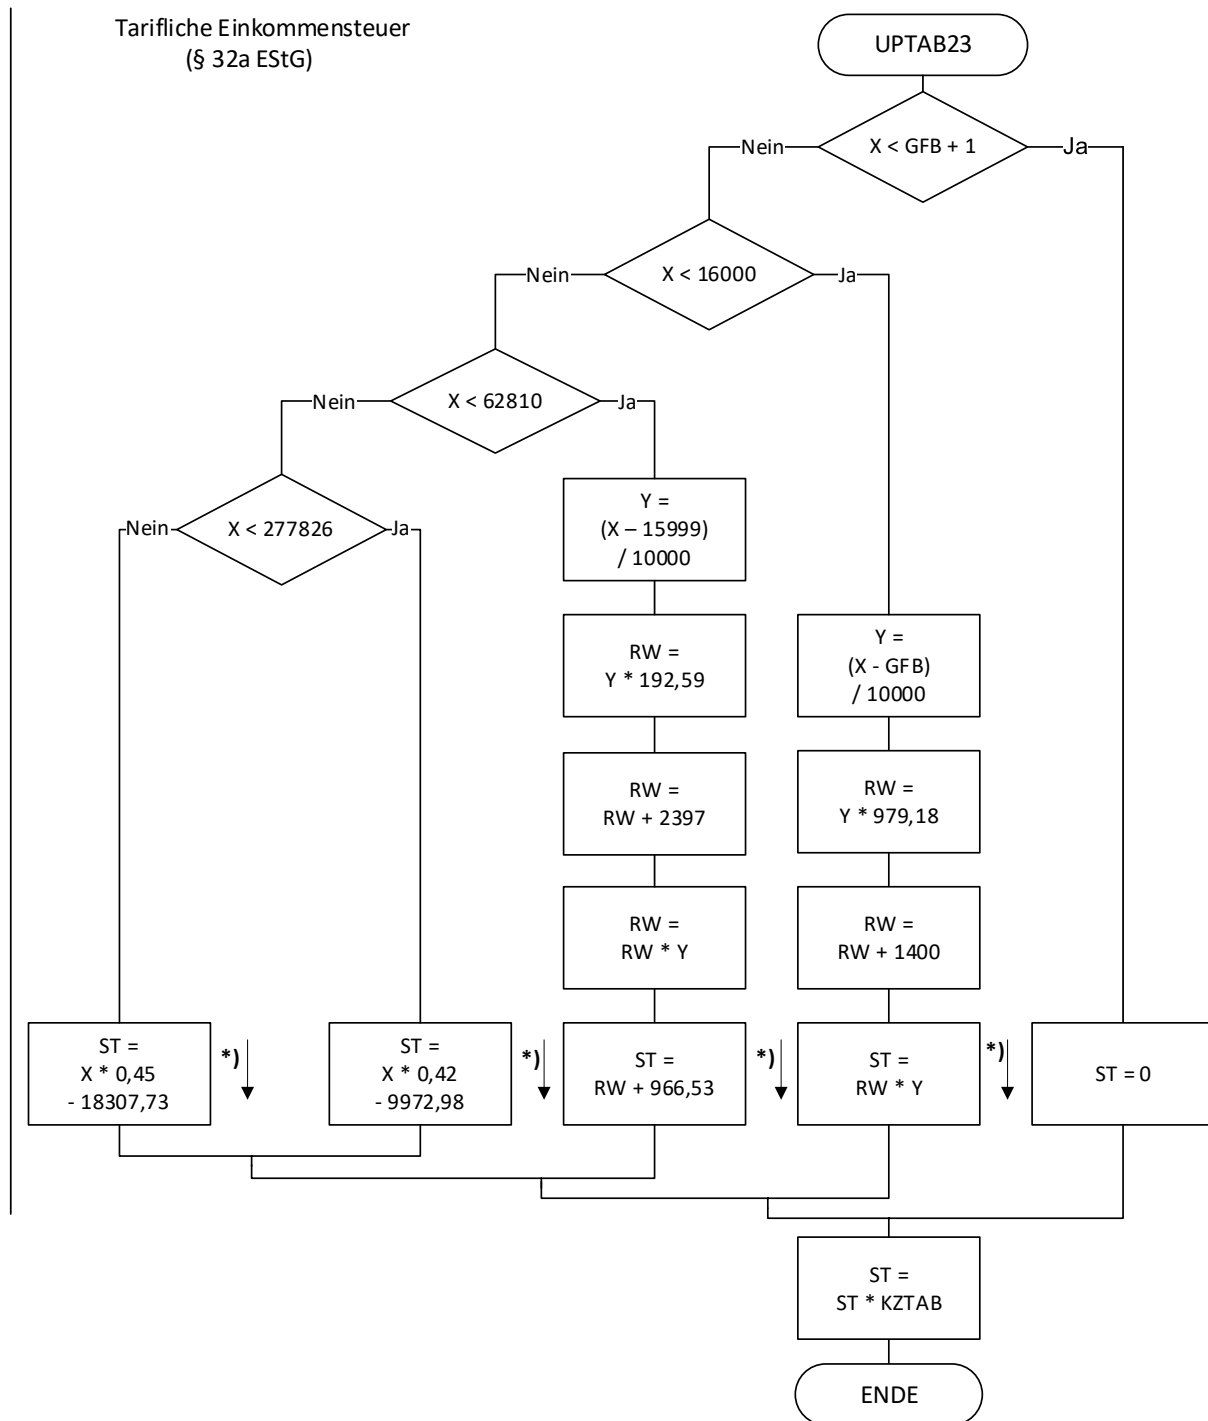 Tarifliche Einkommensteuer
(§ 32a EStG)
UPTAB23
X < GFB + 1
Nein
Ja
X < 16000
Nein
Ja
X < 62810
Nein
Ja
X < 277826
Nein
Ja
Y =
(X – 15999)
/ 10000
RW =
Y * 192,59
RW =
RW + 2397
RW =
RW * Y
Y =
(X - GFB)
/ 10000
RW =
Y * 979,18
RW =
RW + 1400
ST =
X * 0,45
- 18307,73
*)
ST =
X * 0,42
- 9972,98
*)
ST =
RW + 966,53
*)
ST =
RW * Y
*)
ST = 0
ST =
ST * KZTAB
ENDE